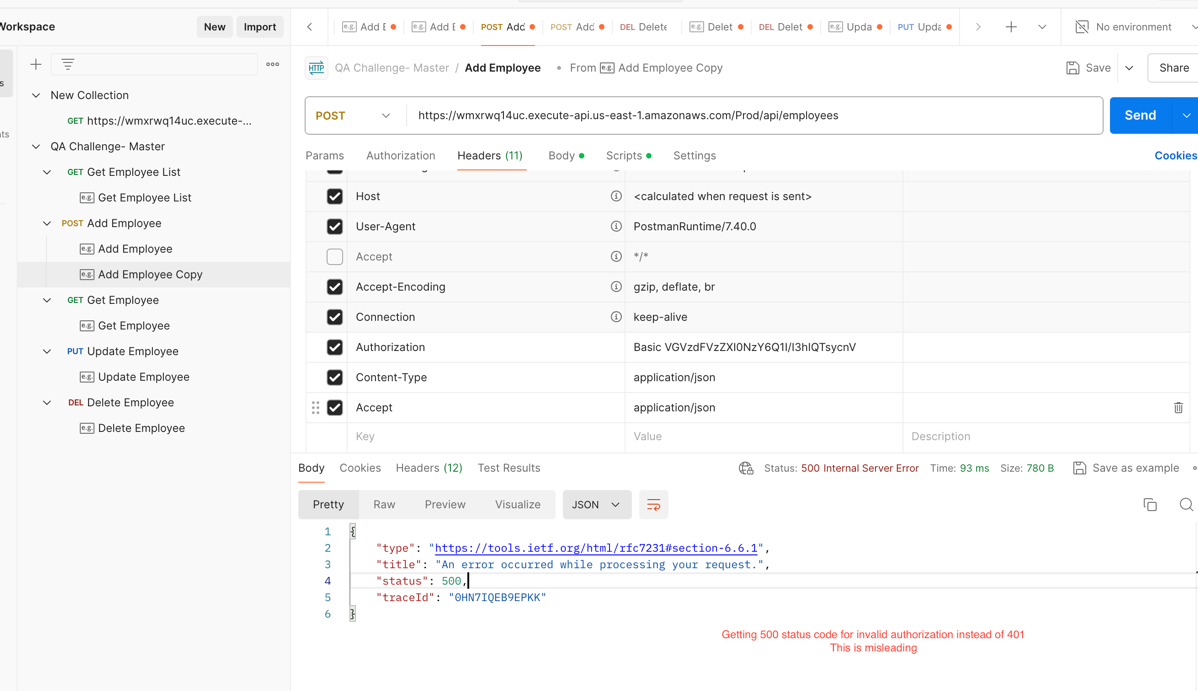 Workspace
New
Import
New Collection
GET https://wmxrwq14uc.execute-...
QA Challenge- Master
GET Get Employee List
e.g. Get Employee List
POST Add Employee
e.g. Add Employee
e.g. Add Employee Copy
GET Get Employee
e.g. Get Employee
PUT Update Employee
e.g. Update Employee
DEL Delete Employee
e.g. Delete Employee
s
nts
e.g. Add E
e.g. Add E
POST Add
POST Add
DEL Delete
e.g. Delet
DEL Delet
e.g. Upda
PUT Upda
No environment
HTTP QA Challenge- Master / Add Employee • From e.g. Add Employee Copy
Save
Share
POST https://wmxrwq14uc.execute-api.us-east-1.amazonaws.com/Prod/api/employees
Send
Params Authorization Headers (11) Body Scripts Settings
Cookies
Host <calculated when request is sent>
User-Agent PostmanRuntime/7.40.0
Accept */*
Accept-Encoding gzip, deflate, br
Connection keep-alive
Authorization Basic VGVzdFVzZXI0NzY6Q1I/I3hIQTsycnV
Content-Type application/json
Accept application/json
Key Value Description
Body Cookies Headers (12) Test Results
Status: 500 Internal Server Error Time: 93 ms Size: 780 B
Save as example
Pretty Raw Preview Visualize JSON
1 {
2 "type": "https://tools.ietf.org/html/rfc7231#section-6.6.1",
3 "title": "An error occurred while processing your request.",
4 "status": 500,
5 "traceId": "0HN7IQEB9EPKK"
6 }
Getting 500 status code for invalid authorization instead of 401
This is misleading